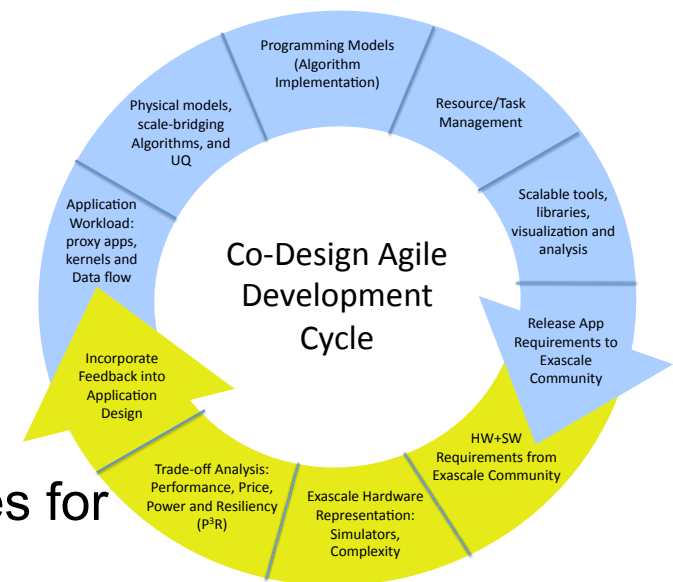 Programming Models
(Algorithm
Implementation)
Resource/Task
Management
Scalable tools,
libraries,
visualization and
analysis
Release App
Requirements to
Exascale
Community
HW+SW
Requirements from
Exascale Community
Exascale Hardware
Representation:
Simulators,
Complexity
Trade-off Analysis:
Performance, Price,
Power and Resiliency
(P³R)
Incorporate
Feedback into
Application
Design
Application
Workload:
proxy apps,
kernels and
Data flow
Physical models,
scale-bridging
Algorithms, and
UQ
Co-Design Agile
Development
Cycle
es for